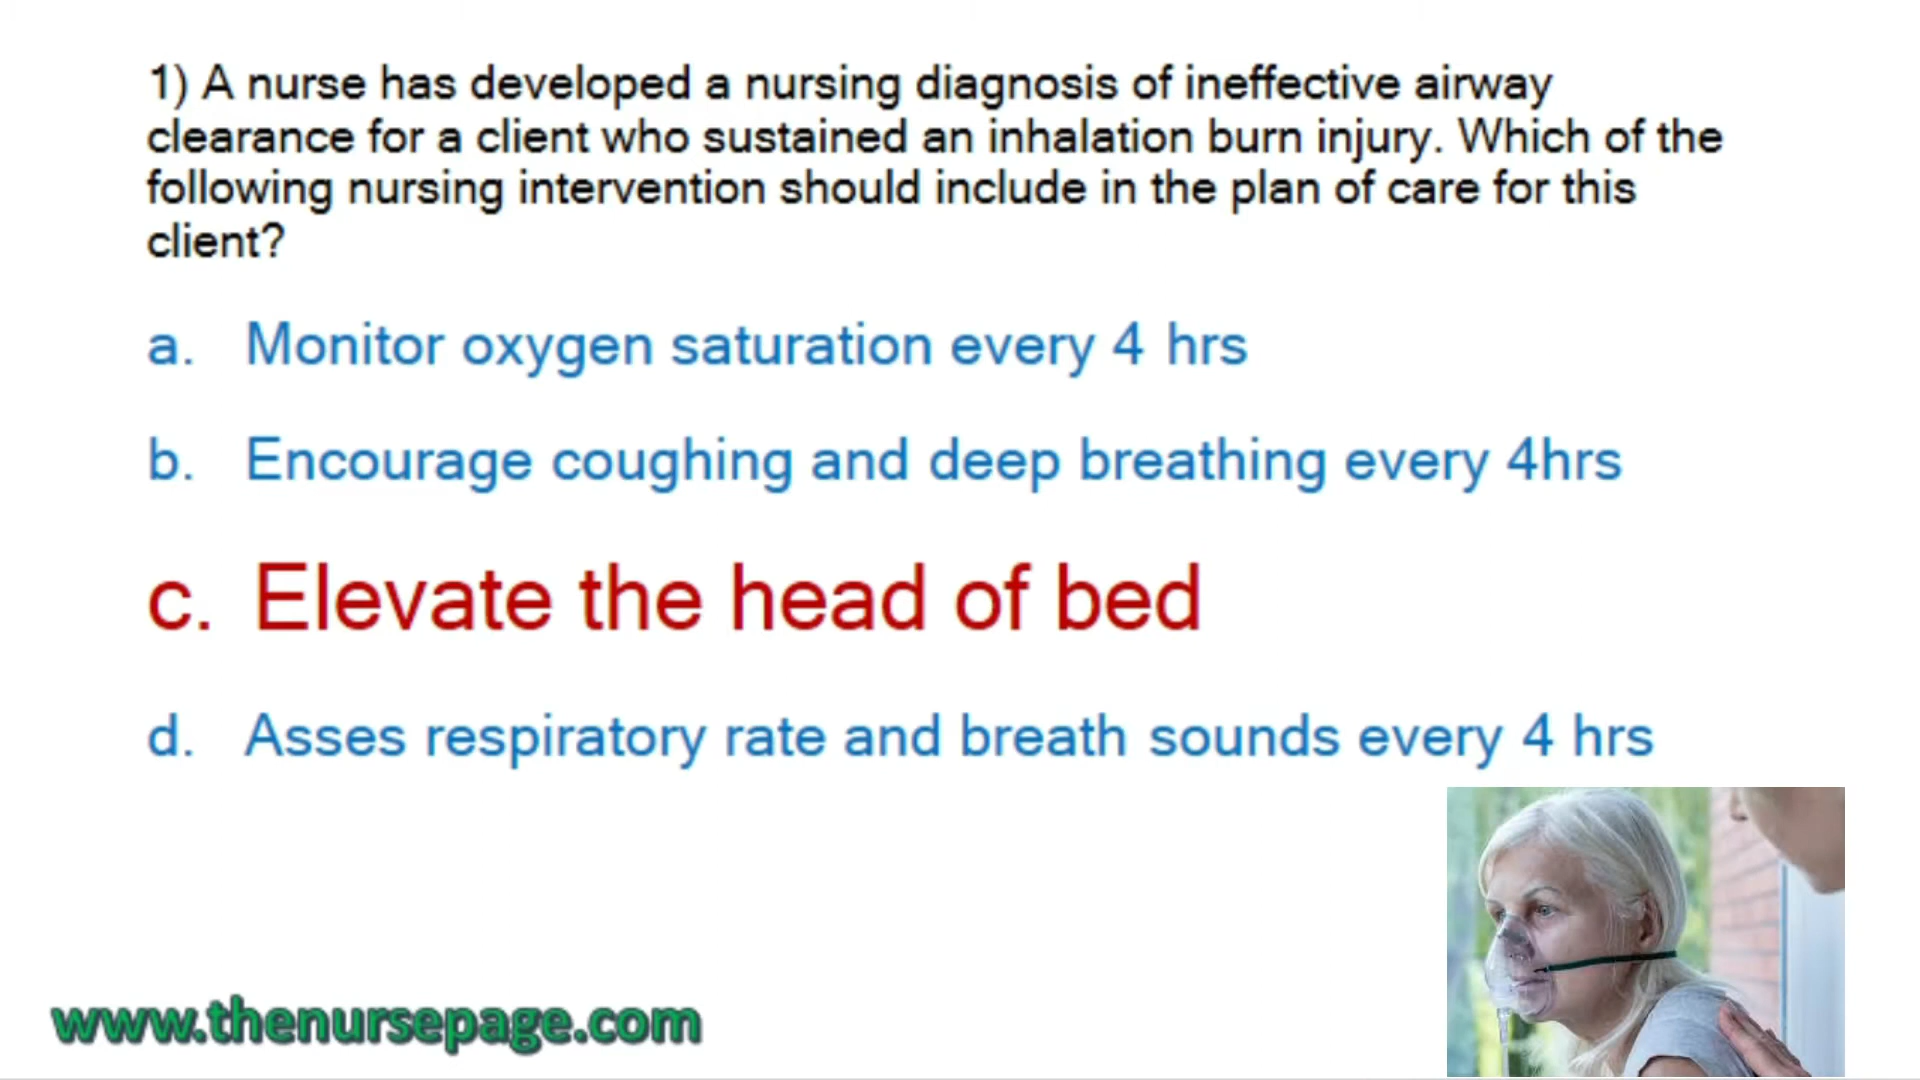 1) A nurse has developed a nursing diagnosis of ineffective airway
clearance for a client who sustained an inhalation burn injury. Which of the
following nursing intervention should include in the plan of care for this
client?
a. Monitor oxygen saturation every 4 hrs
b. Encourage coughing and deep breathing every 4hrs
c. Elevate the head of bed
d. Asses respiratory rate and breath sounds every 4 hrs
www.thenursepage.com